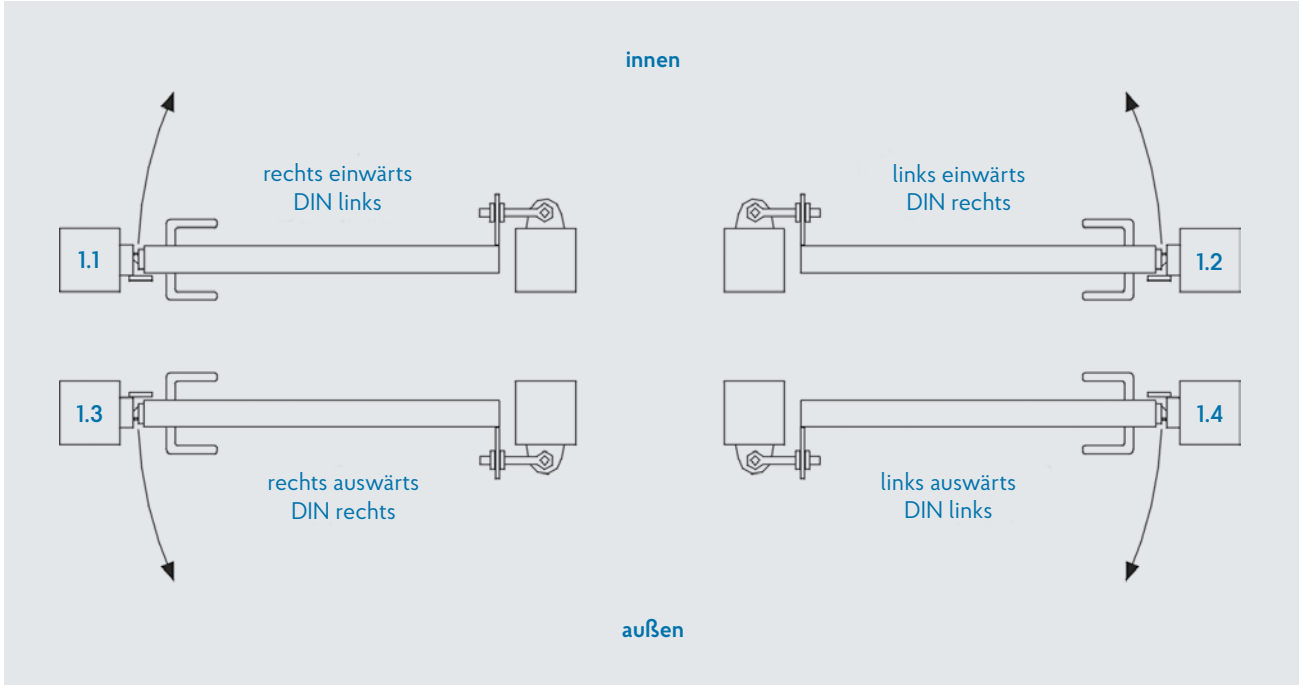 innen
rechts einwärts
DIN links
links einwärts
DIN rechts
1.1
1.2
1.3
1.4
rechts auswärts
DIN rechts
links auswärts
DIN links
außen